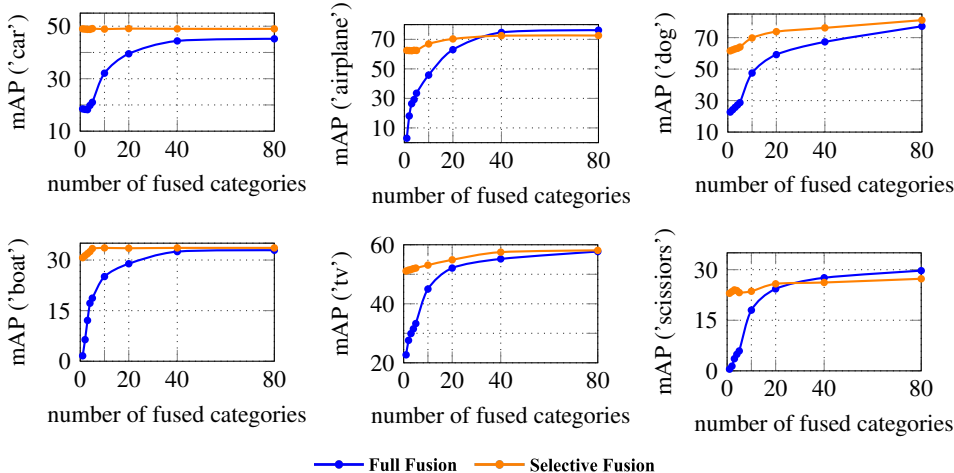 mAP ('car')
50
30
10
0 20 40 80
number of fused categories
mAP ('airplane')
70
50
30
10
0 20 40 80
number of fused categories
mAP ('dog')
70
50
30
10
0 20 40 80
number of fused categories
mAP ('boat')
30
15
0
0 20 40 80
number of fused categories
mAP ('tv')
60
40
20
0 20 40 80
number of fused categories
mAP ('scissiors')
30
15
0
0 20 40 80
number of fused categories
Full Fusion Selective Fusion